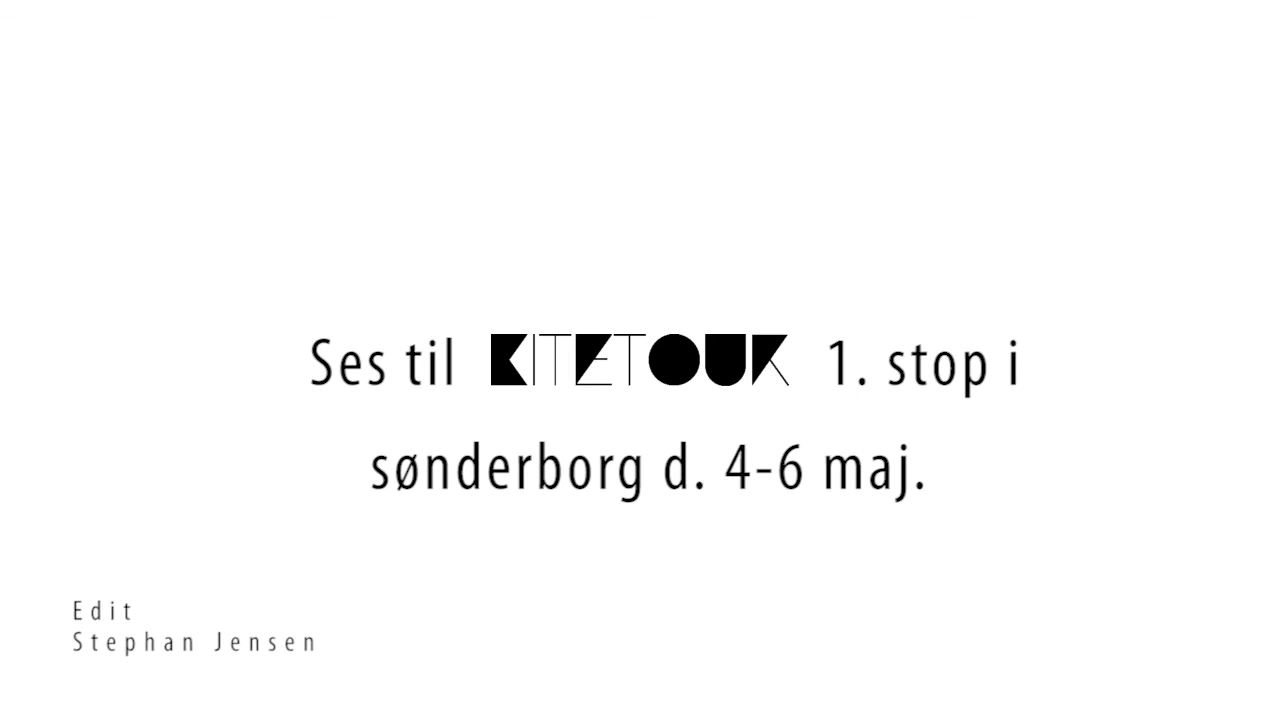 Ses til KITETOUR 1. stop i
sønderborg d. 4-6 maj.
Edit
Stephan Jensen